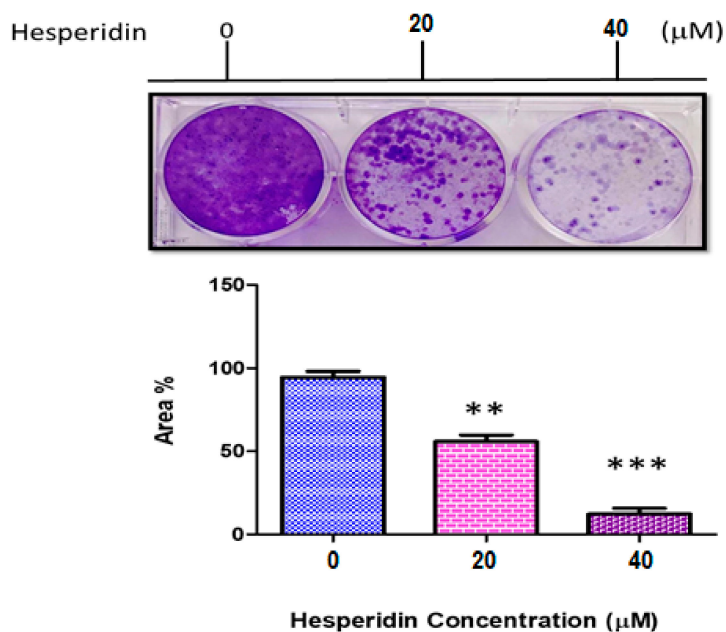 Hesperidin 0 20 40 (μM)
150
100
50
0
Area %
**
***
0 20 40
Hesperidin Concentration (μM)